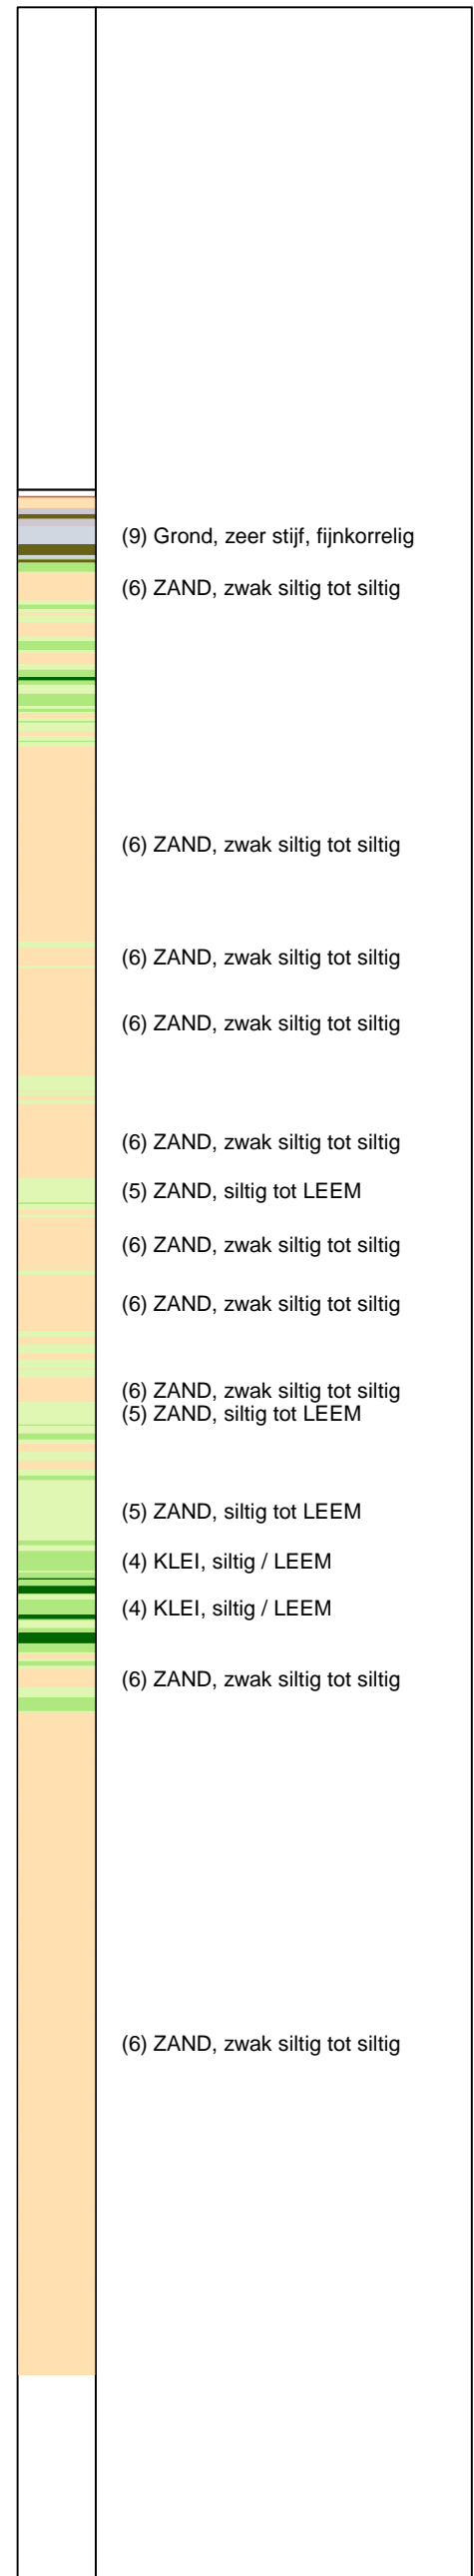 (9) Grond, zeer stijf, fijnkorrelig
(6) ZAND, zwak siltig tot siltig
(6) ZAND, zwak siltig tot siltig
(6) ZAND, zwak siltig tot siltig
(6) ZAND, zwak siltig tot siltig
(6) ZAND, zwak siltig tot siltig
(5) ZAND, siltig tot LEEM
(6) ZAND, zwak siltig tot siltig
(6) ZAND, zwak siltig tot siltig
(6) ZAND, zwak siltig tot siltig
(5) ZAND, siltig tot LEEM
(5) ZAND, siltig tot LEEM
(4) KLEI, siltig / LEEM
(4) KLEI, siltig / LEEM
(6) ZAND, zwak siltig tot siltig
(6) ZAND, zwak siltig tot siltig